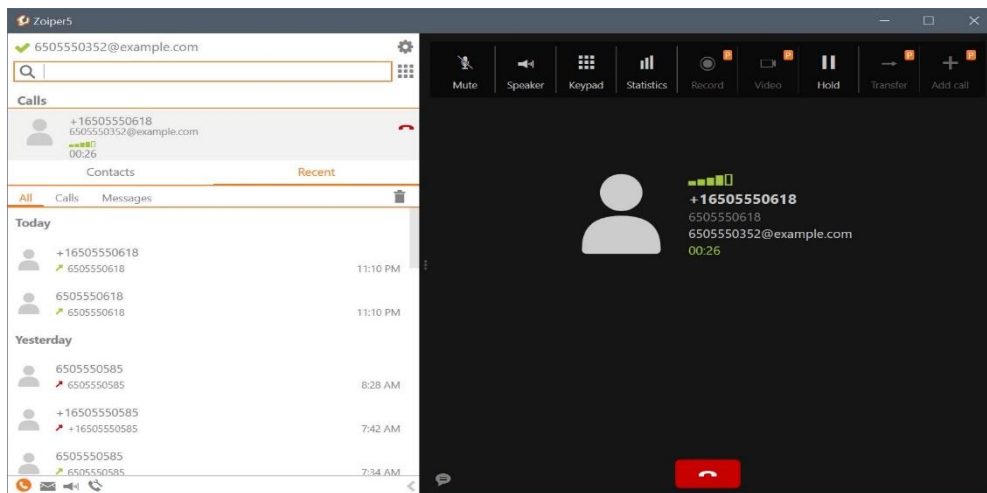 Zoiper5
6505550352@example.com
Calls
+16505550618
6505550352@example.com
00:26
Contacts Recent
All Calls Messages
Today
+16505550618
6505550618 11:10 PM
6505550618
6505550618 11:10 PM
Yesterday
6505550585
6505550585 8:28 AM
+16505550585
+16505550585 7:42 AM
6505550585
6505550585 7:34 AM
P P P P
Mute Speaker Keypad Statistics Record Video Hold Transfer Add call
+16505550618
6505550618
6505550352@example.com
00:26